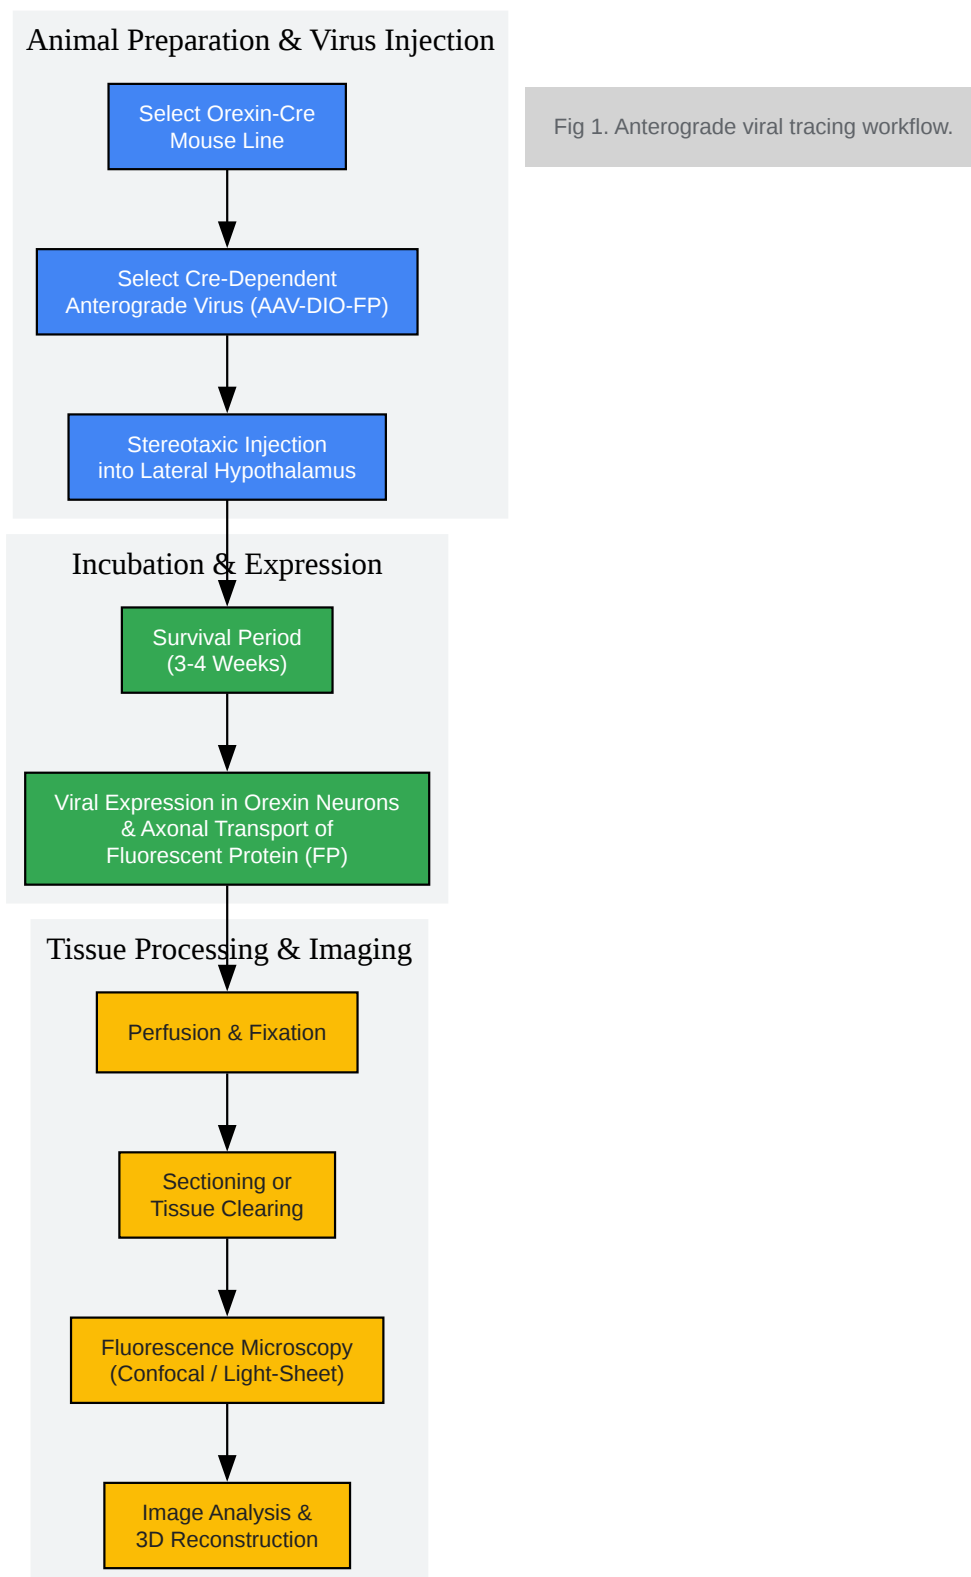 Animal Preparation & Virus Injection
Select Orexin-Cre
Mouse Line
Fig 1. Anterograde viral tracing workflow.
Select Cre-Dependent
Anterograde Virus (AAV-DIO-FP)
Stereotaxic Injection
into Lateral Hypothalamus
Incubation & Expression
Survival Period
(3-4 Weeks)
Viral Expression in Orexin Neurons
& Axonal Transport of
Fluorescent Protein (FP)
Tissue Processing & Imaging
Perfusion & Fixation
Sectioning or
Tissue Clearing
Fluorescence Microscopy
(Confocal / Light-Sheet)
Image Analysis &
3D Reconstruction